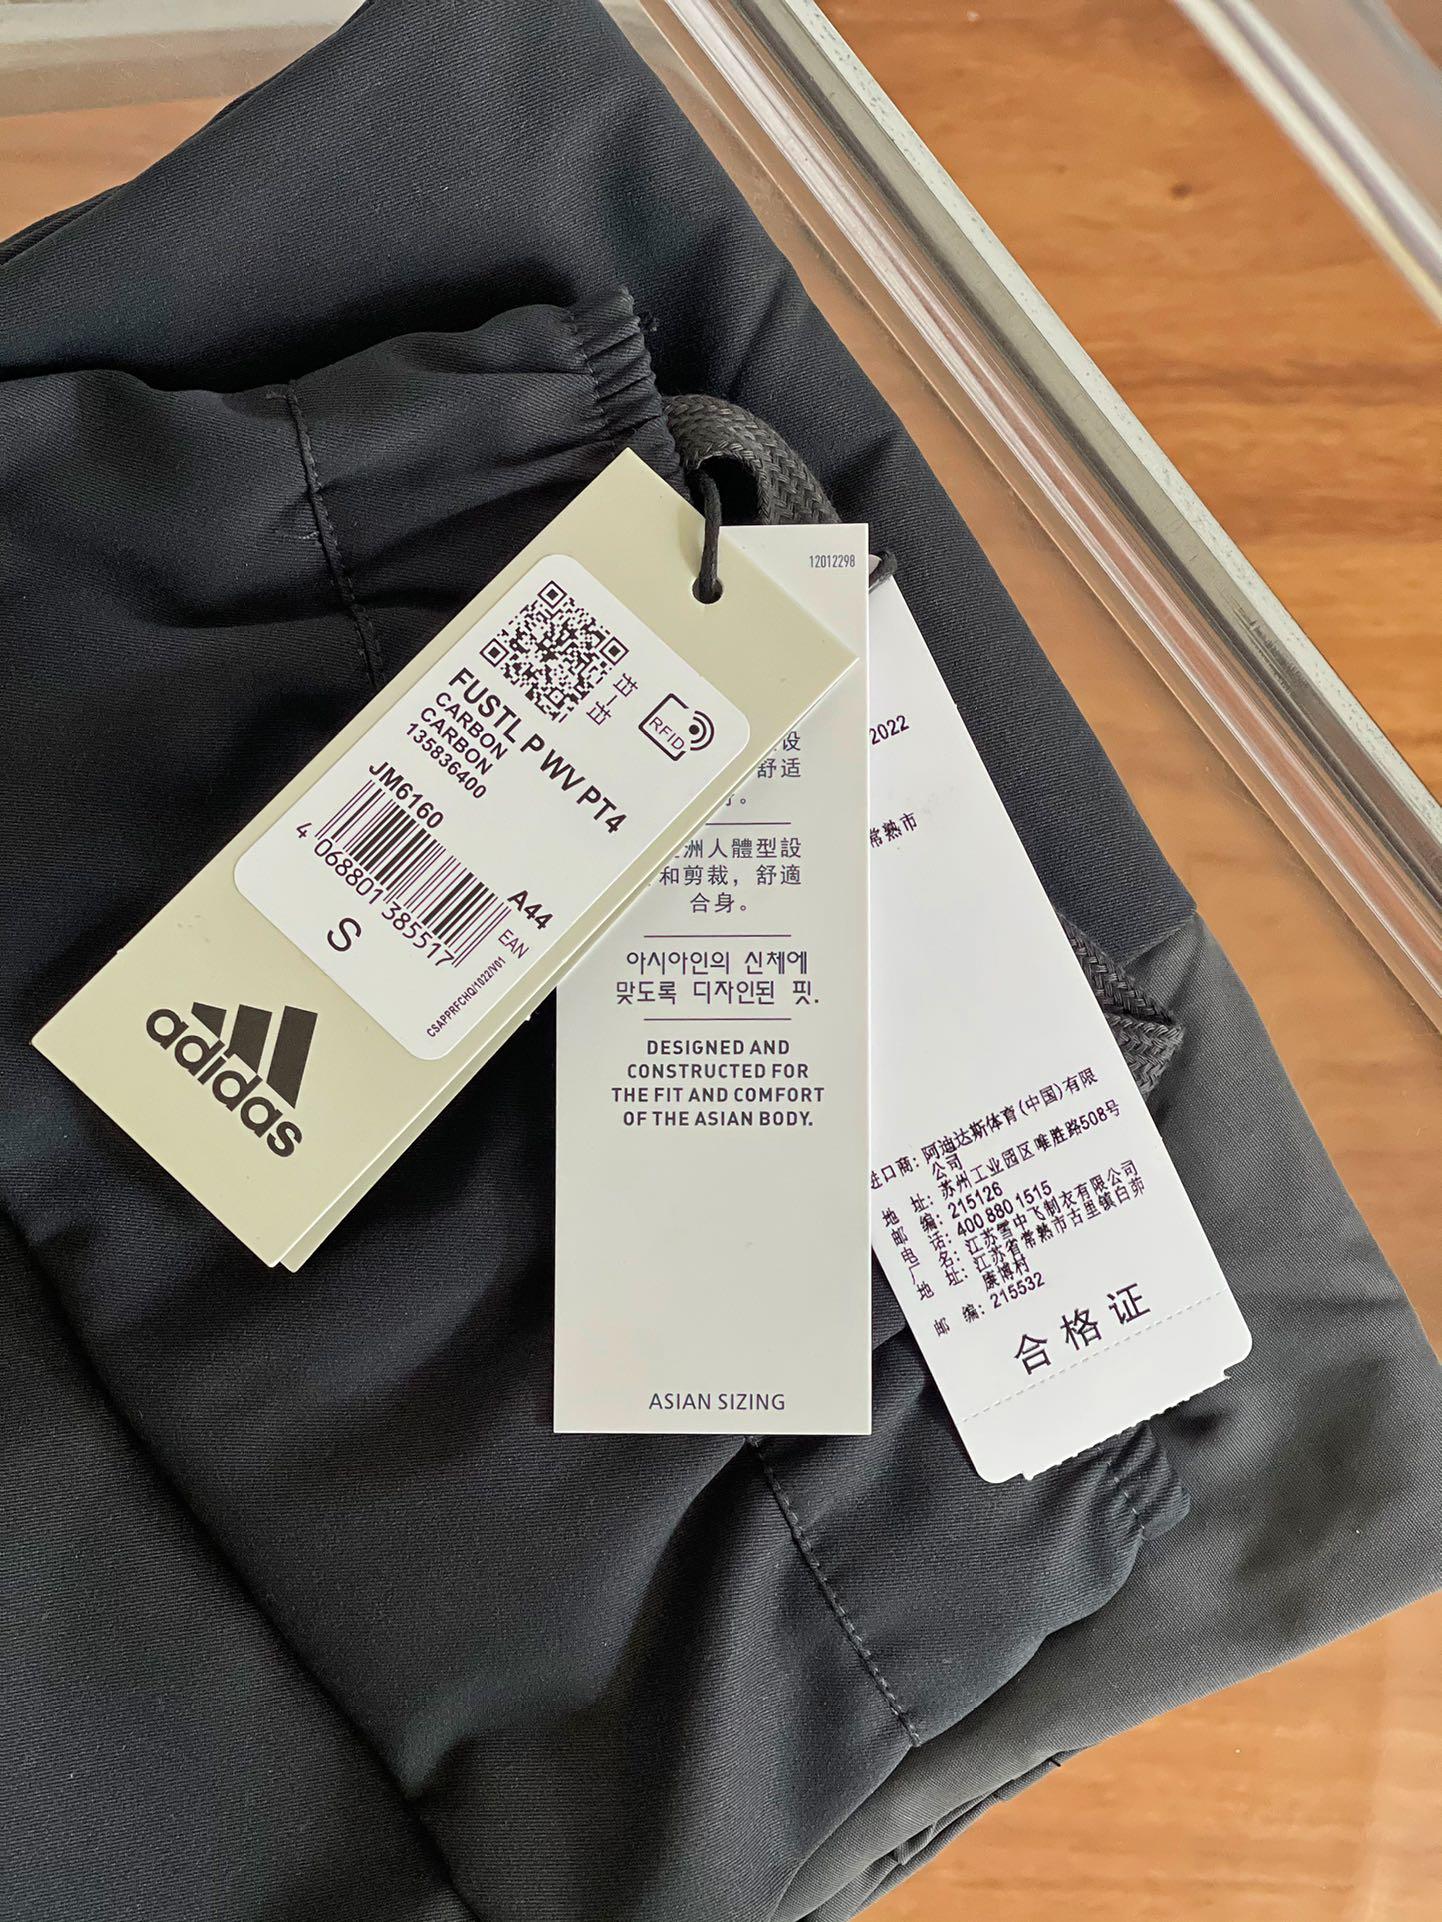 FUSTL P WV PT4
CARBON
CARBON
135836400
RFID
JM6160
A44
4 068801 385517
EAN
S
CSAPPRFCHQ/1022/V01
adidas
12012298
设
舒适
洲人體型設
和剪裁，舒適
合身。
아시아인의 신체에
맞도록 디자인된 핏.
DESIGNED AND
CONSTRUCTED FOR
THE FIT AND COMFORT
OF THE ASIAN BODY.
ASIAN SIZING
2022
常熟市
进口商: 阿迪达斯体育(中国)有限
公司
地 址: 苏州工业园区唯胜路508号
邮 编: 215126
电 话: 400 880 1515
厂 名: 江苏雪中飞制衣有限公司
地 址: 江苏省常熟市古里镇白茆
康博村
邮 编: 215532
合格证